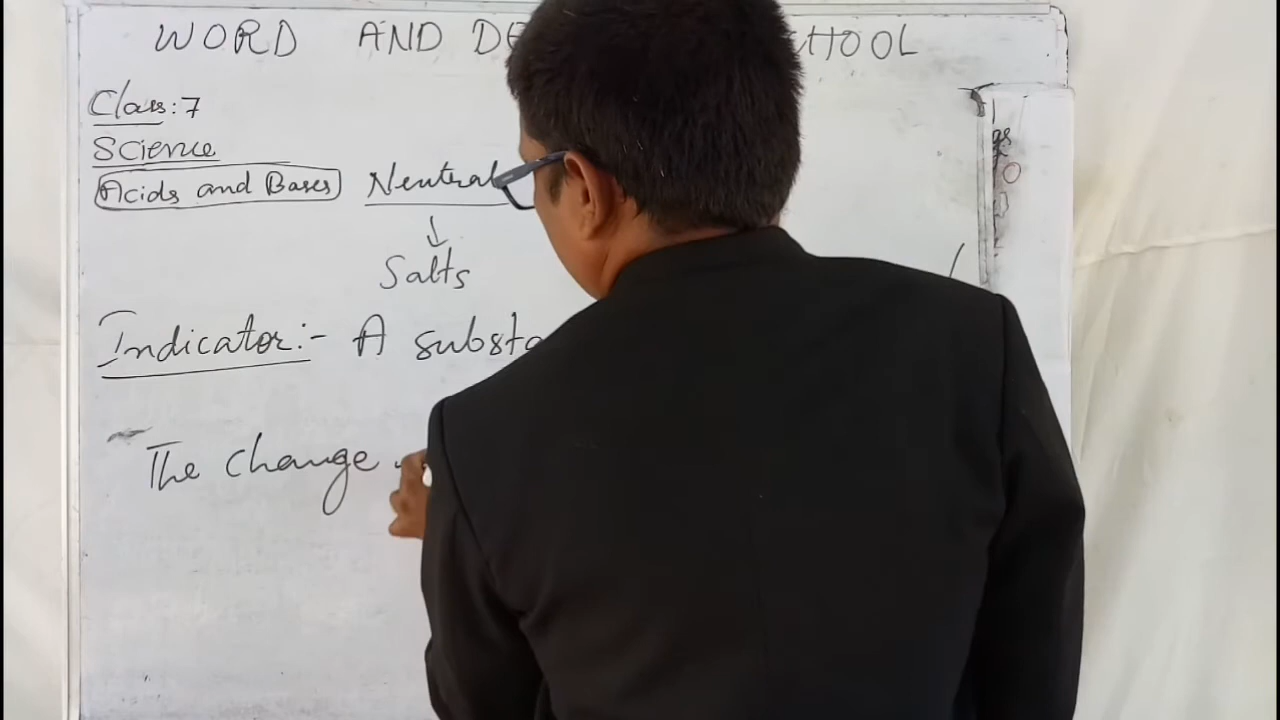 WORD AND DE HOOL
Class:7
Science
Acids and Bases Neutral
↓
Salts
Indicator:- A substa
The change